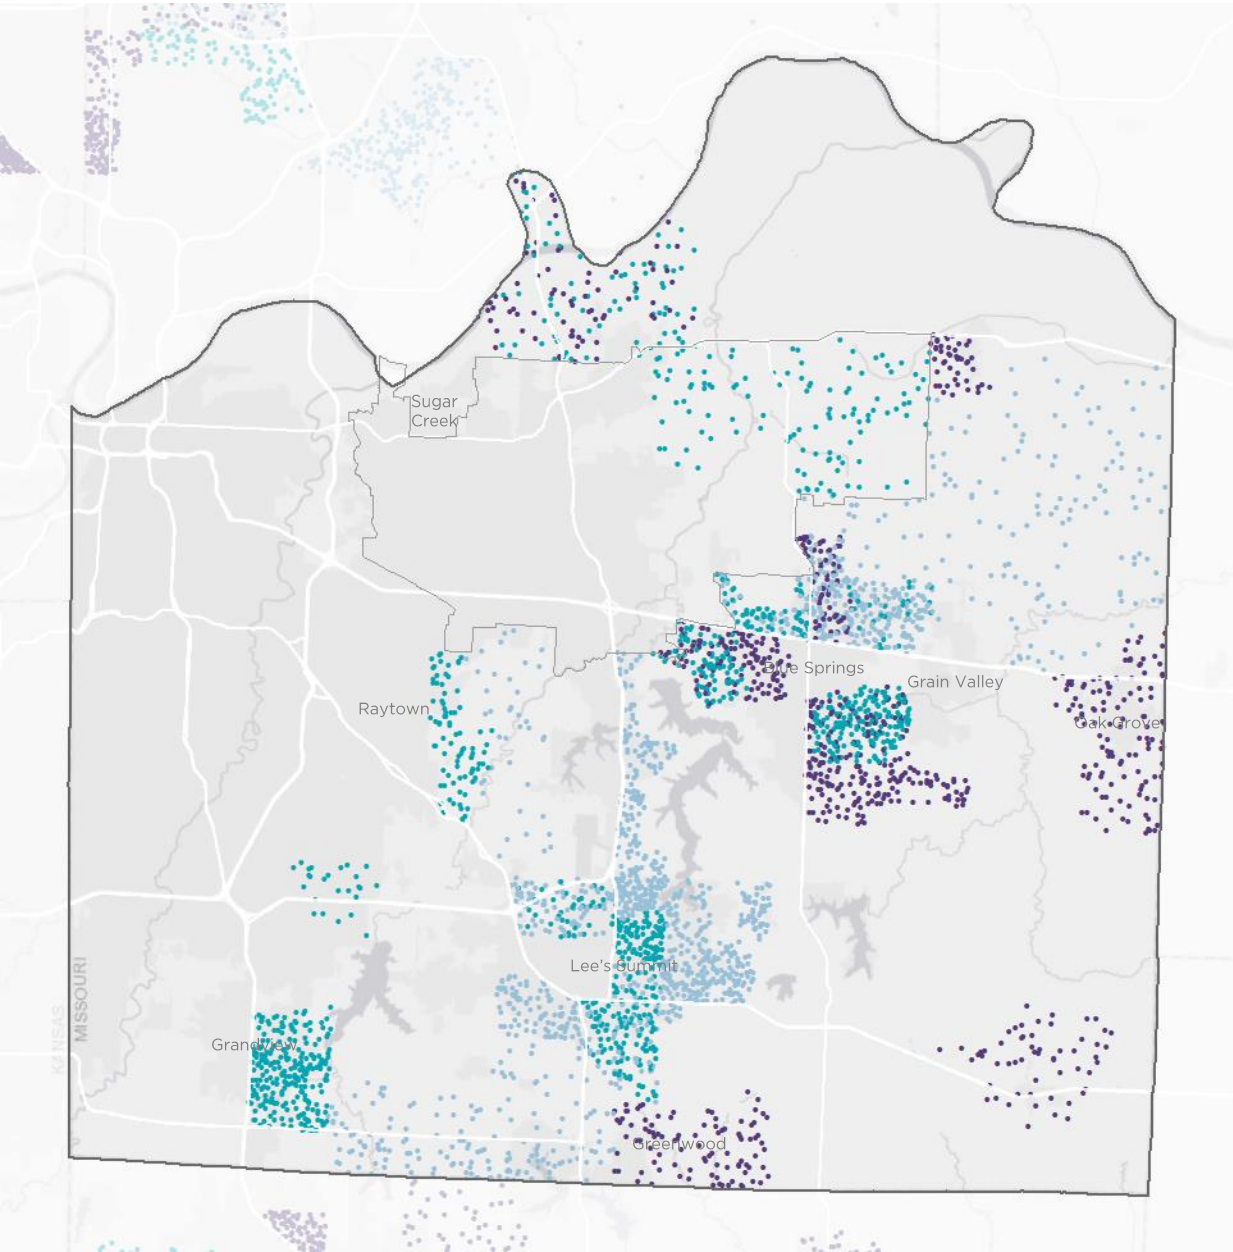 Sugar
Creek
Blue Springs
Grain Valley
Raytown
Oak Grove
Lee's Summit
KANSAS
MISSOURI
Grandview
Greenwood